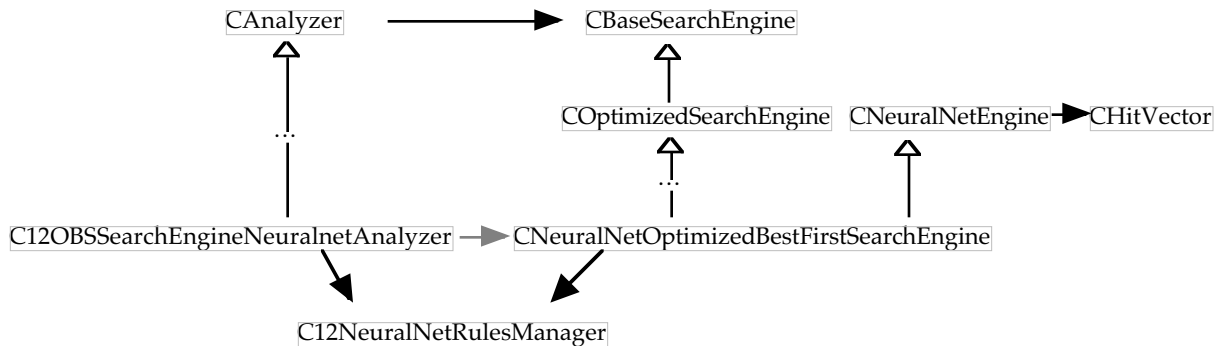 CAnalyzer CBaseSearchEngine
COptimizedSearchEngine CNeuralNetEngine CHitVector
...
...
C12OBSSearchEngineNeuralnetAnalyzer CNeuralNetOptimizedBestFirstSearchEngine
C12NeuralNetRulesManager